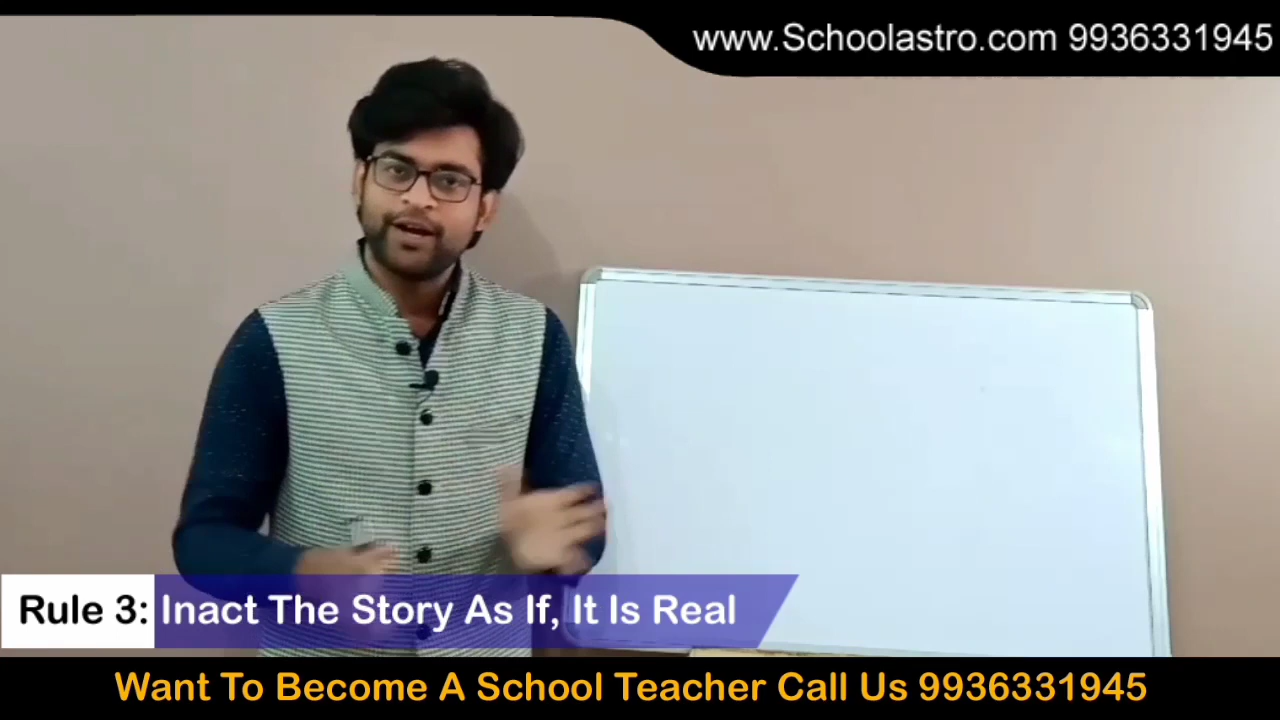 www.Schoolastro.com 9936331945
Rule 3: Inact The Story As If, It Is Real
Want To Become A School Teacher Call Us 9936331945